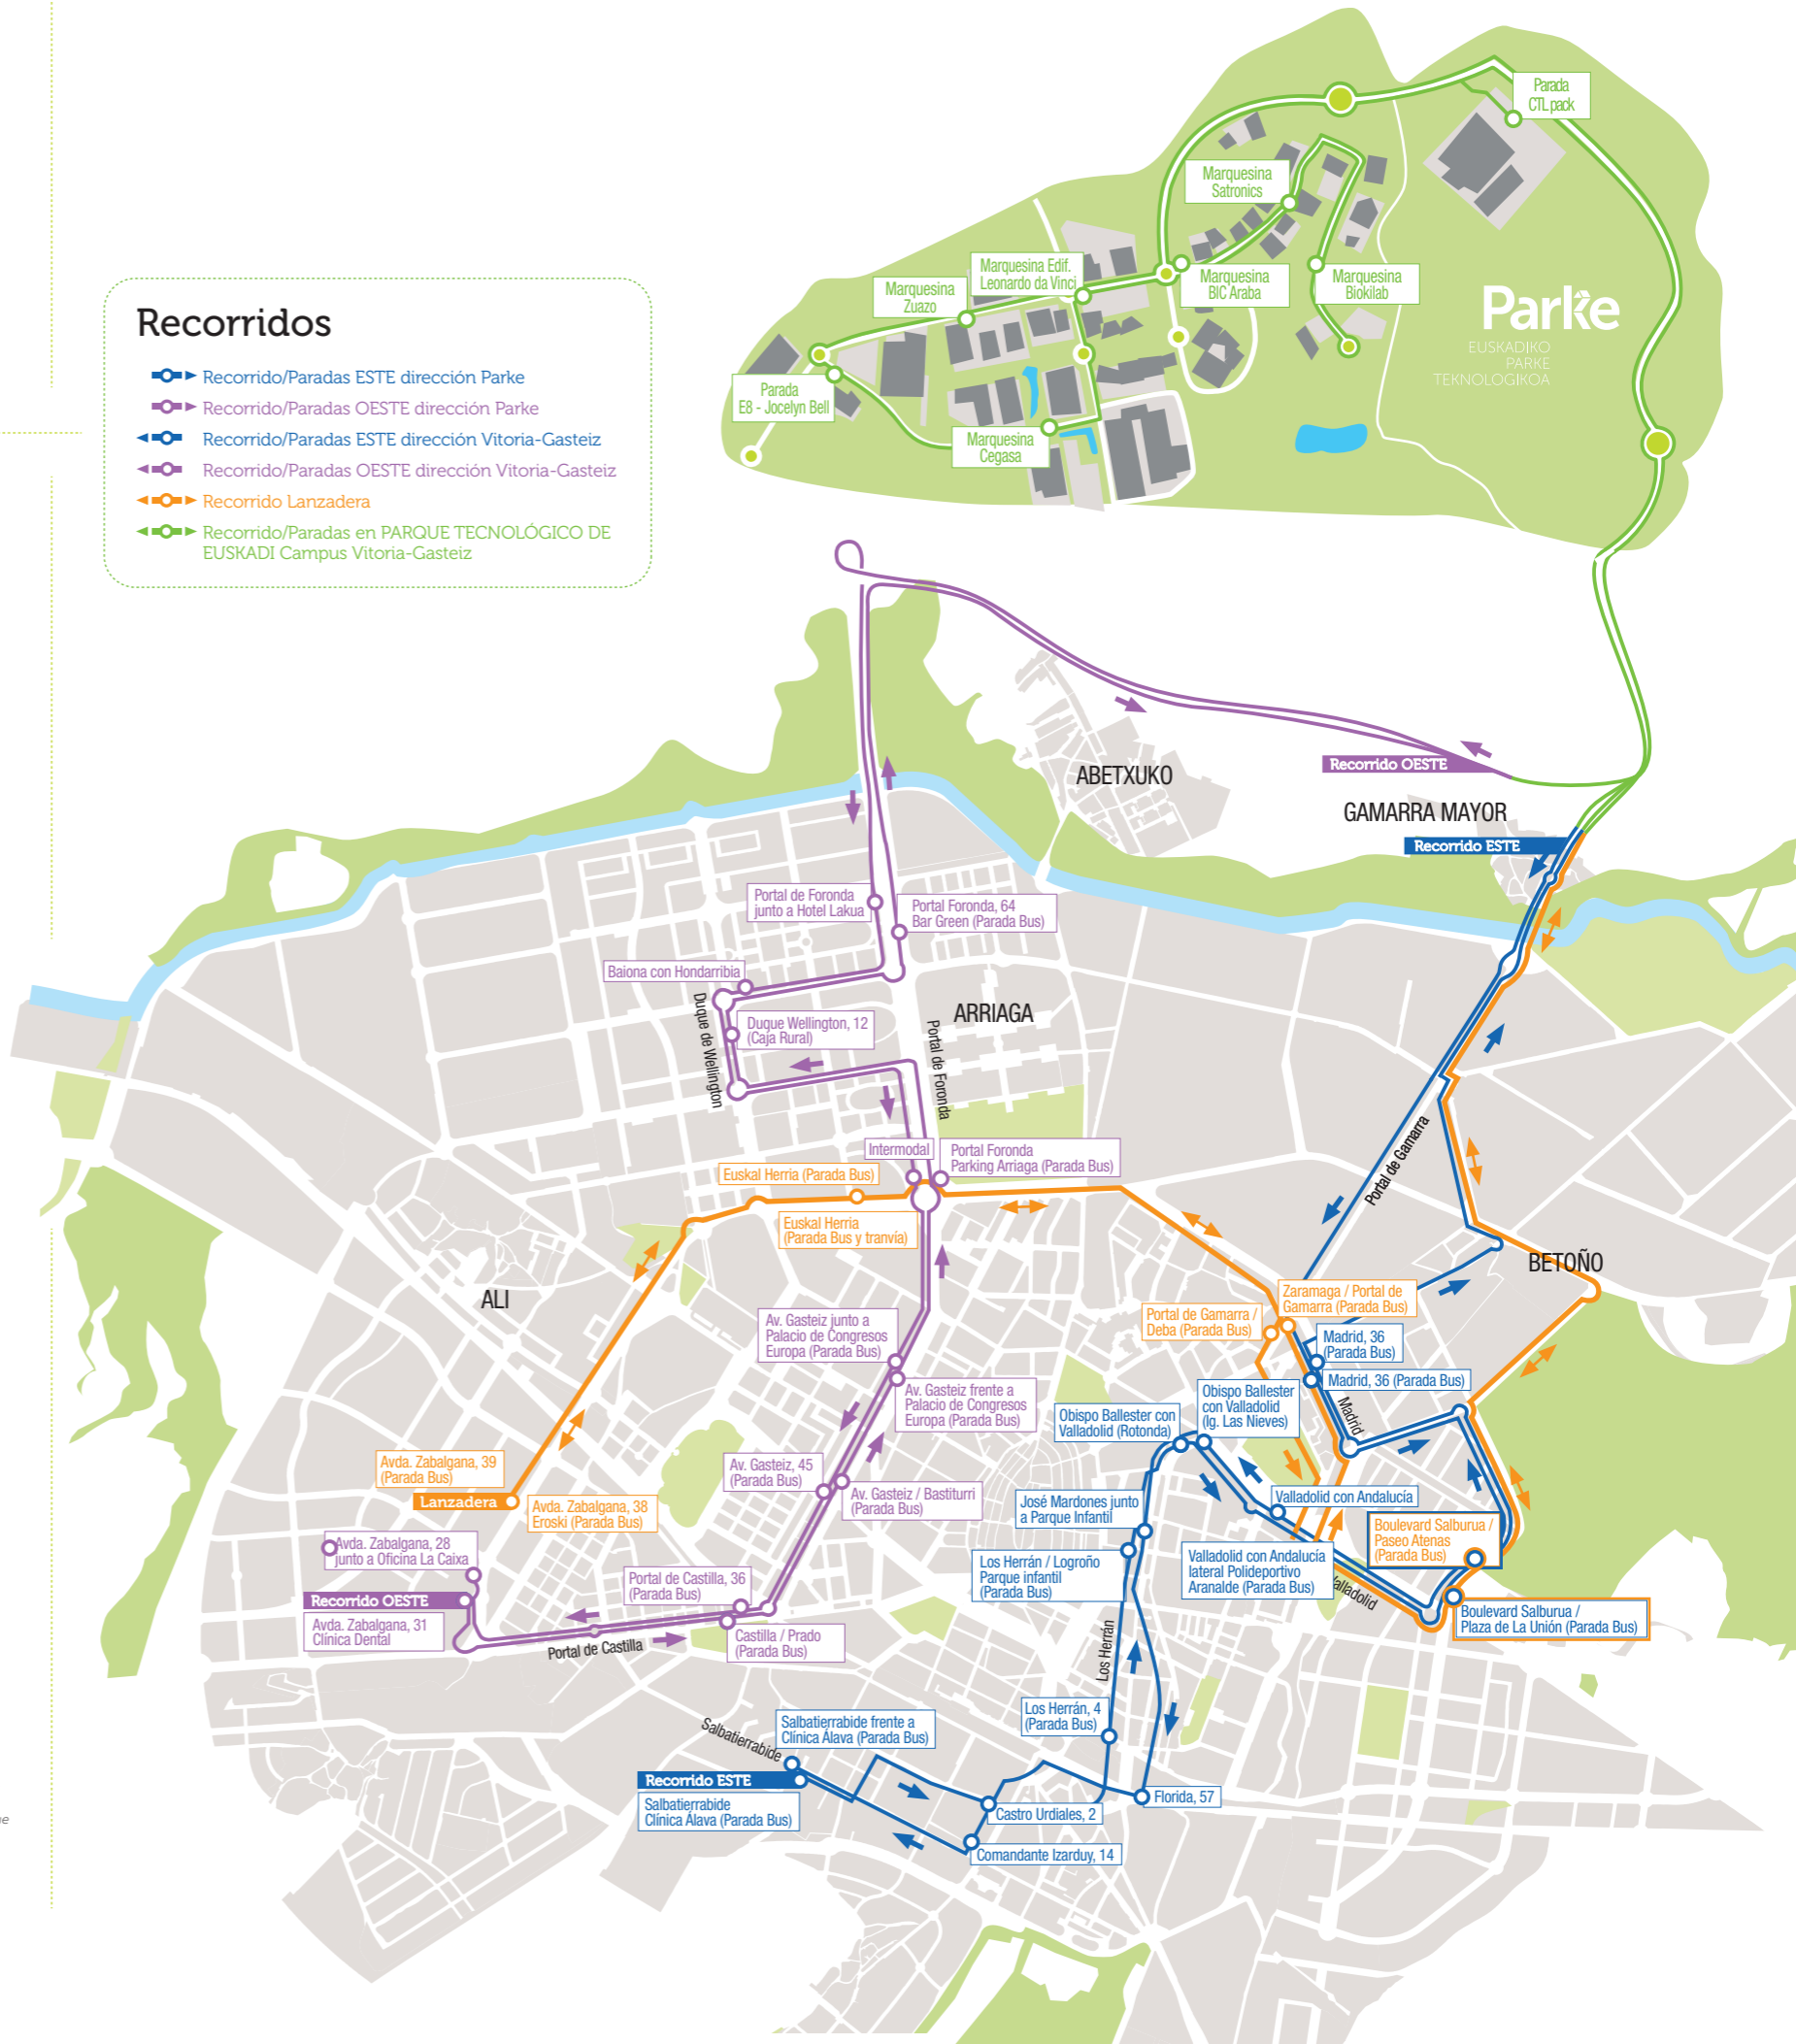 Parada
CTL pack
Marquesina
Satronics
Marquesina Edif.
Leonardo da Vinci
Marquesina
BIC Araba
Marquesina
Biokilab
Marquesina
Zuazo
Parke
EUSKADIKO
PARKE
TEKNOLOGIKOA
Parada
E8 - Jocelyn Bell
Marquesina
Cegasa
Recorridos
Recorrido/Paradas ESTE dirección Parke
Recorrido/Paradas OESTE dirección Parke
Recorrido/Paradas ESTE dirección Vitoria-Gasteiz
Recorrido/Paradas OESTE dirección Vitoria-Gasteiz
Recorrido Lanzadera
Recorrido/Paradas en PARQUE TECNOLÓGICO DE
EUSKADI Campus Vitoria-Gasteiz
Recorrido OESTE
ABETXUKO
GAMARRA MAYOR
Recorrido ESTE
Portal de Foronda
junto a Hotel Lakua
Portal Foronda, 64
Bar Green (Parada Bus)
Baiona con Hondarribia
Duque de Wellington
Duque Wellington, 12
(Caja Rural)
ARRIAGA
Portal de Foronda
Intermodal
Portal Foronda
Parking Arriaga (Parada Bus)
Portal de Gamarra
Euskal Herria (Parada Bus)
Euskal Herria
(Parada Bus y tranvía)
BETOÑO
ALI
Zaramaga / Portal de
Gamarra (Parada Bus)
Portal de Gamarra /
Deba (Parada Bus)
Av. Gasteiz junto a
Palacio de Congresos
Europa (Parada Bus)
Madrid, 36
(Parada Bus)
Madrid, 36 (Parada Bus)
Madrid
Av. Gasteiz frente a
Palacio de Congresos
Europa (Parada Bus)
Obispo Ballester
con Valladolid
(Ig. Las Nieves)
Obispo Ballester con
Valladolid (Rotonda)
Avda. Zabalgana, 39
(Parada Bus)
Lanzadera
Avda. Zabalgana, 38
Eroski (Parada Bus)
Av. Gasteiz, 45
(Parada Bus)
Av. Gasteiz / Bastiturri
(Parada Bus)
José Mardones junto
a Parque Infantil
Valladolid con Andalucía
Boulevard Salburua /
Paseo Atenas
(Parada Bus)
Avda. Zabalgana, 28
junto a Oficina La Caixa
Los Herrán / Logroño
Parque infantil
(Parada Bus)
Valladolid con Andalucía
lateral Polideportivo
Aranalde (Parada Bus)
Valladolid
Portal de Castilla, 36
(Parada Bus)
Recorrido OESTE
Avda. Zabalgana, 31
Clínica Dental
Boulevard Salburua /
Plaza de La Unión (Parada Bus)
Castilla / Prado
(Parada Bus)
Portal de Castilla
Los Herrán
Los Herrán, 4
(Parada Bus)
Salbatierrabide
Salbatierrabide frente a
Clínica Álava (Parada Bus)
Recorrido ESTE
Salbatierrabide
Clínica Álava (Parada Bus)
Castro Urdiales, 2
Florida, 57
Comandante Izarduy, 14